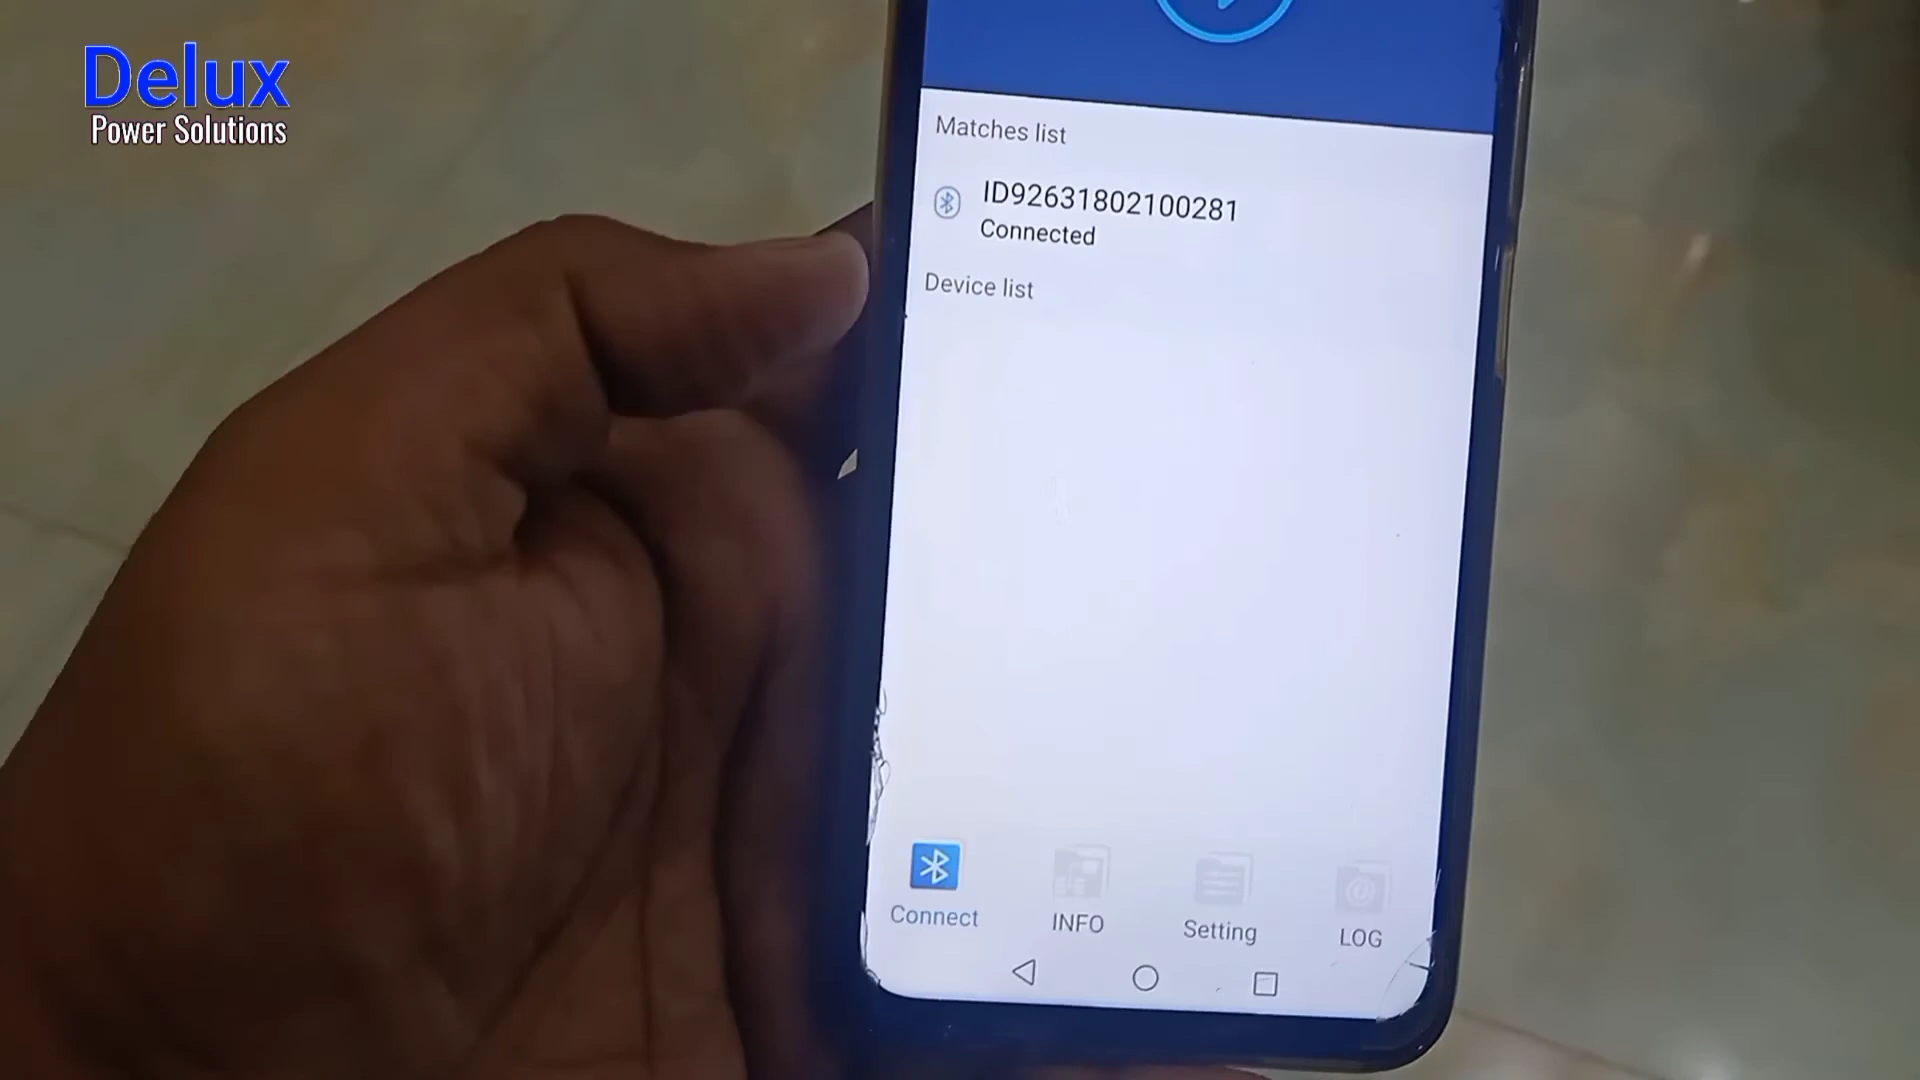 Delux
Power Solutions
Matches list
ID92631802100281
Connected
Device list
Connect
INFO
Setting
LOG